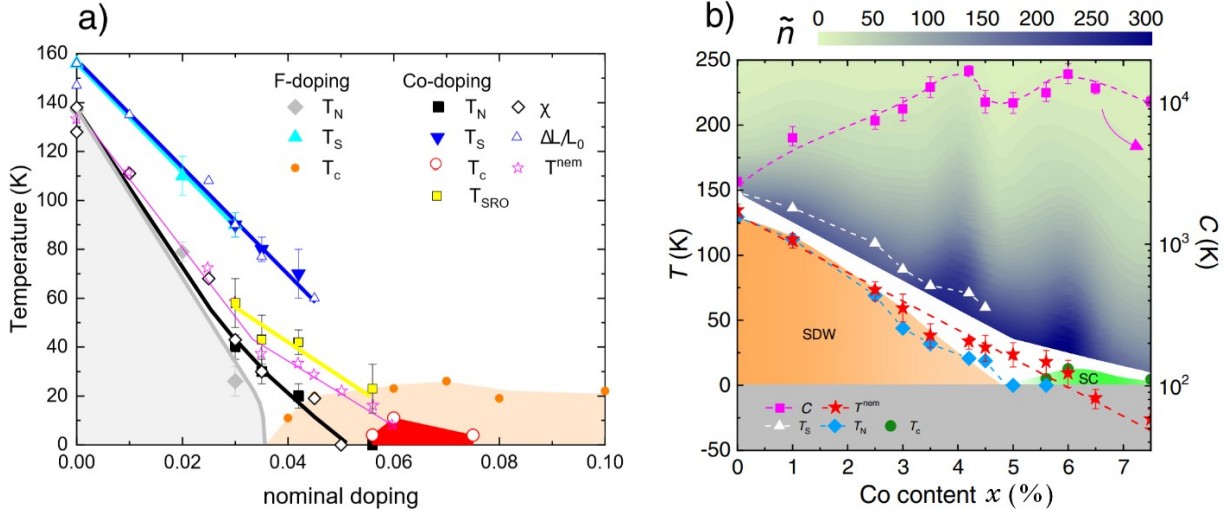 a)
160
140
120
100
80
60
40
20
0
Temperature (K)
F-doping
T_N
T_S
T_c
Co-doping
T_N χ
T_S ΔL/L_0
T_c T^nem
T_SRO
0.00 0.02 0.04 0.06 0.08 0.10
nominal doping
b)
ñ
0 50 100 150 200 250 300
250
200
150
100
50
0
-50
T (K)
10^4
10^3
10^2
C (K)
SDW
SC
C T^nem
T_S T_N T_c
0 1 2 3 4 5 6 7
Co content x (%)